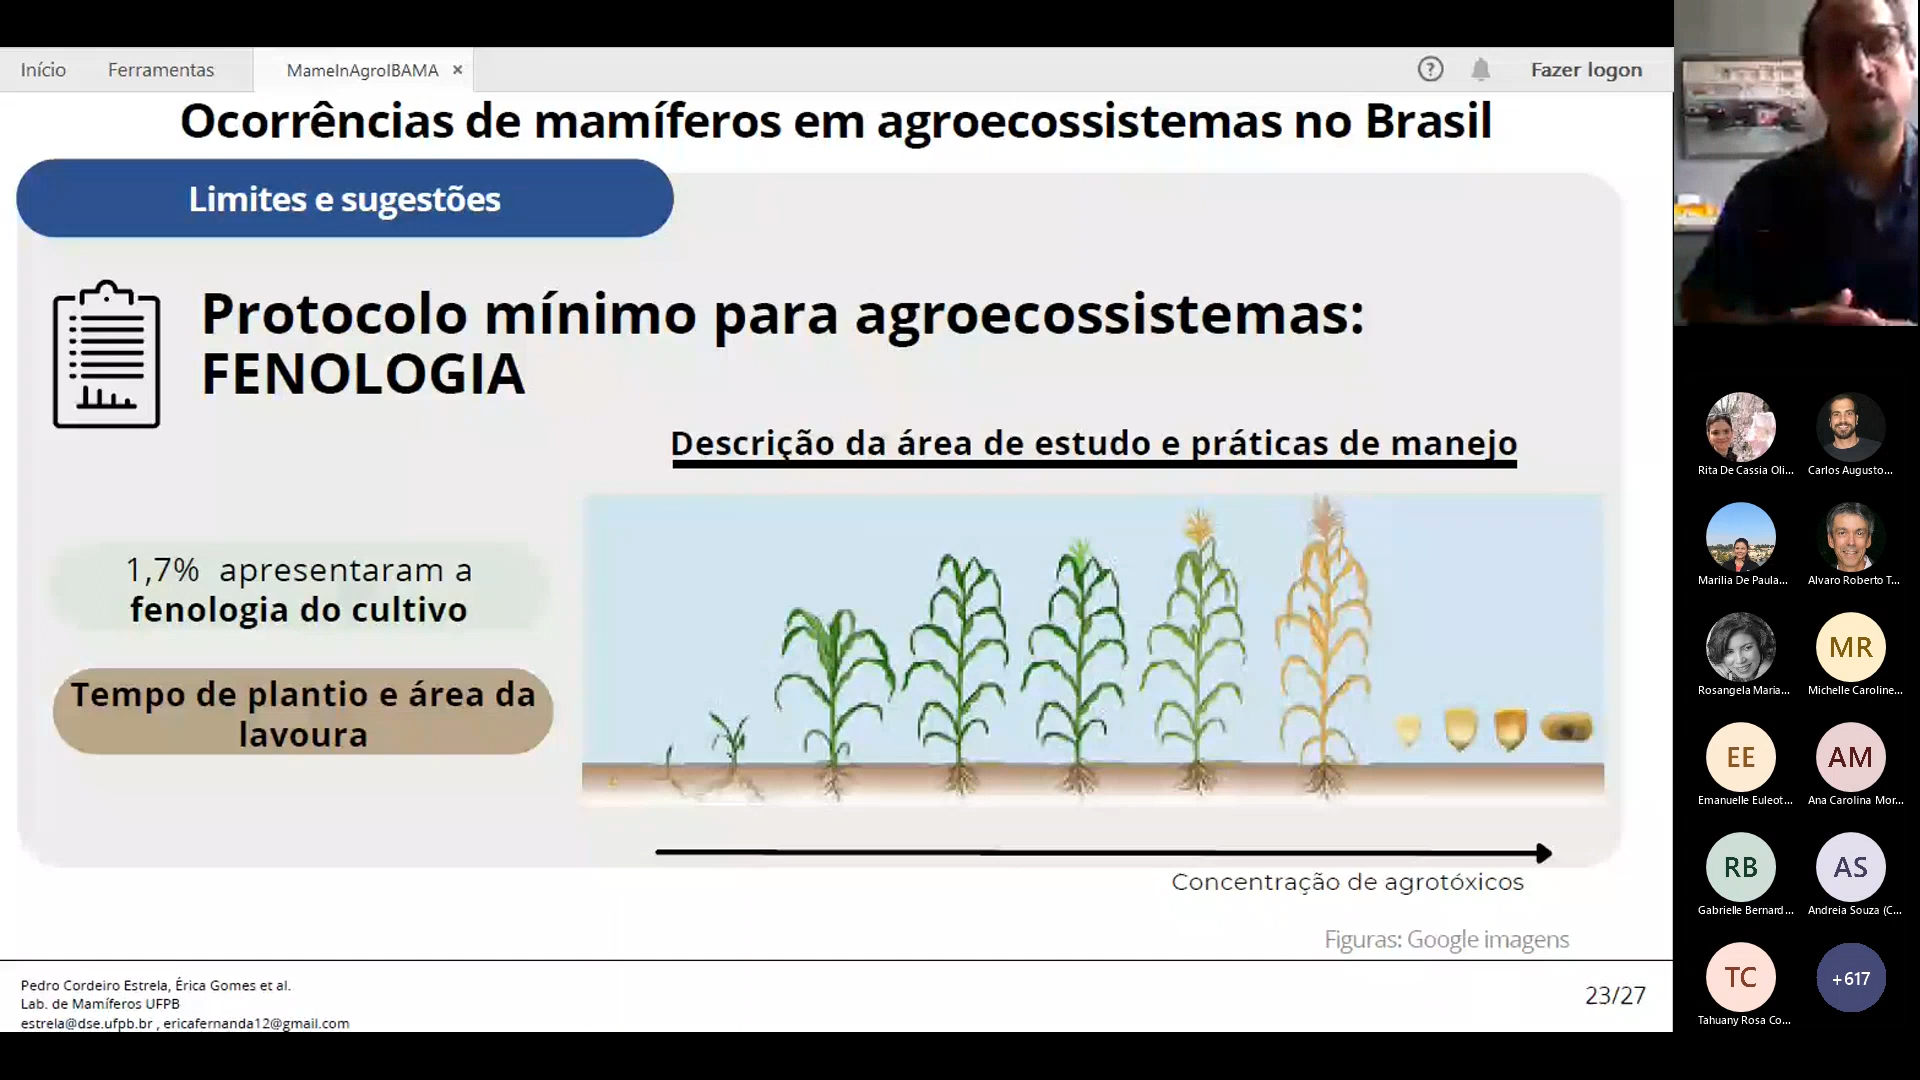 Início
Ferramentas
MameInAgroIBAMA ×
Fazer logon
Ocorrências de mamíferos em agroecossistemas no Brasil
Limites e sugestões
Protocolo mínimo para agroecossistemas:
FENOLOGIA
Descrição da área de estudo e práticas de manejo
1,7% apresentaram a
fenologia do cultivo
Tempo de plantio e área da
lavoura
Concentração de agrotóxicos
Figuras: Google imagens
Pedro Cordeiro Estrela, Érica Gomes et al.
Lab. de Mamíferos UFPB
estrela@dse.ufpb.br , ericafernanda12@gmail.com
23/27
Rita De Cassia Oli...
Carlos Augusto...
Marilia De Paula...
Alvaro Roberto T...
Rosangela Maria...
MR
Michelle Caroline...
EE
Emanuelle Euleot...
AM
Ana Carolina Mor...
RB
Gabrielle Bernard...
AS
Andreia Souza (C...
TC
Tahuany Rosa Co...
+617